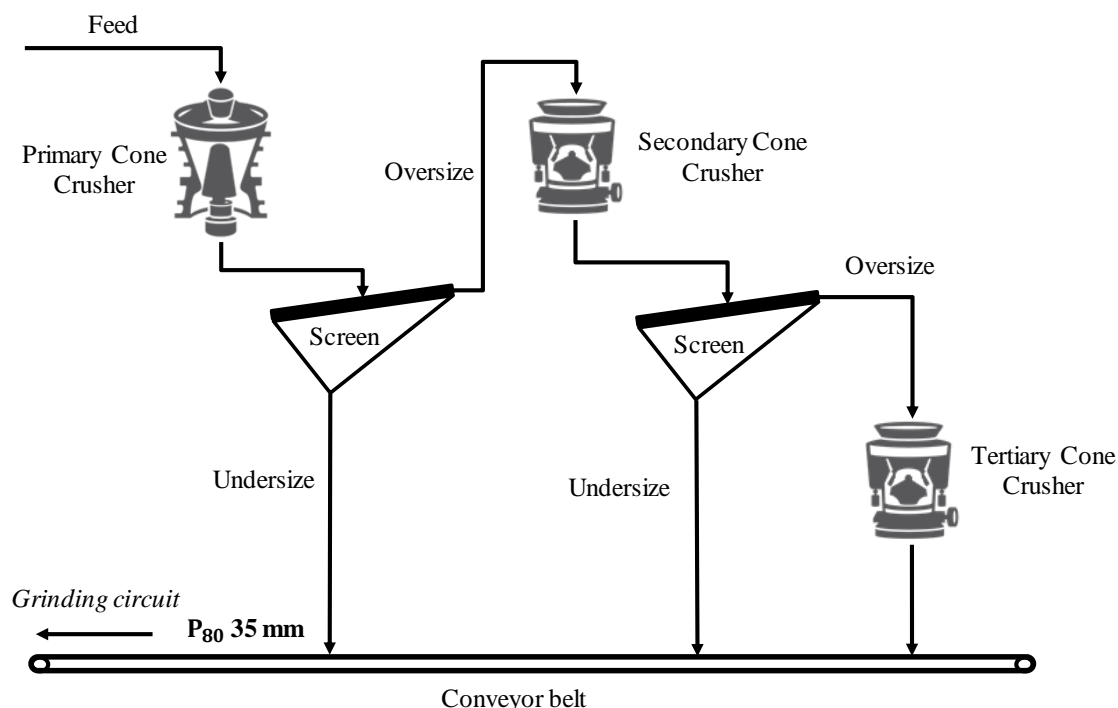 Feed
Primary Cone
Crusher
Oversize
Secondary Cone
Crusher
Screen
Oversize
Screen
Undersize
Undersize
Tertiary Cone
Crusher
Grinding circuit
P₈₀ 35 mm
Conveyor belt